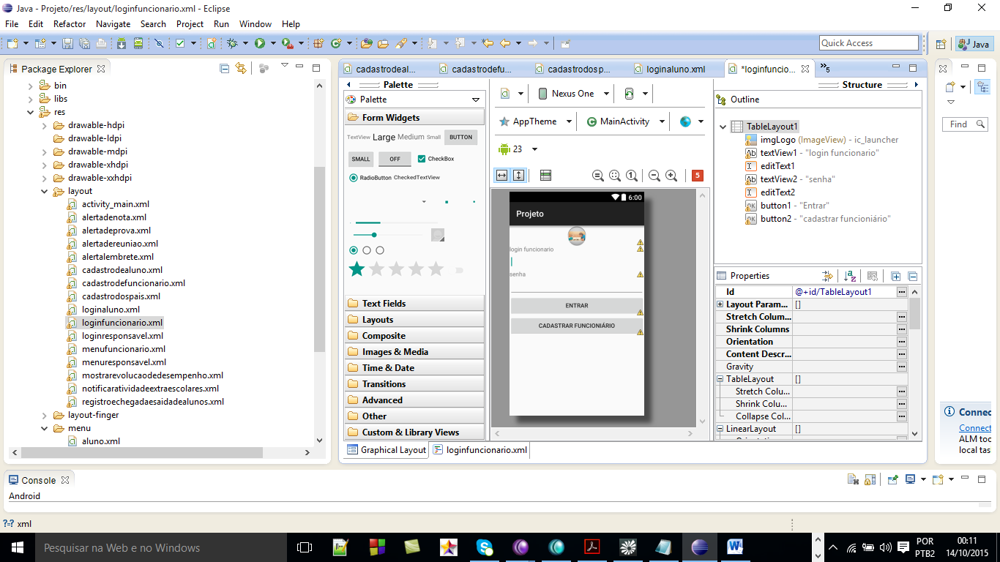 Java - Projeto/res/layout/loginfuncionario.xml - Eclipse
File Edit Refactor Navigate Search Project Run Window Help
Quick Access
Java
Package Explorer
bin
libs
res
drawable-hdpi
drawable-ldpi
drawable-mdpi
drawable-xhdpi
drawable-xxhdpi
layout
activity_main.xml
alertadenota.xml
alertadeprova.xml
alertadereuniao.xml
alertalembrete.xml
cadastrodealuno.xml
cadastrodefuncionario.xml
cadastrodospais.xml
loginaluno.xml
loginfuncionario.xml
loginresponsavel.xml
menufuncionario.xml
menuresponsavel.xml
mostrarevolucaodedesempenho.xml
notificaratividadeextraescolares.xml
registroechegadaesaidadealunos.xml
layout-finger
menu
aluno.xml
cadastrodeal... cadastrodefu... cadastrodosp... loginaluno.xml *loginfuncio... »5
Palette
Palette
Form Widgets
TextView Large Medium Small BUTTON
SMALL OFF CheckBox
RadioButton CheckedTextView
Text Fields
Layouts
Composite
Images & Media
Time & Date
Transitions
Advanced
Other
Custom & Library Views
Graphical Layout loginfuncionario.xml
Nexus One
AppTheme MainActivity
23
5
6:00
Projeto
login funcionario
senha
ENTRAR
CADASTRAR FUNCIONIÁRIO
Structure
Outline
TableLayout1
imgLogo (ImageView) - ic_launcher
textView1 - "login funcionario"
editText1
textView2 - "senha"
editText2
button1 - "Entrar"
button2 - "cadastrar funcioniário"
Properties
Id @+id/TableLayout1
Layout Param... []
Stretch Colum...
Shrink Columns
Orientation
Content Descr...
Gravity
TableLayout []
Stretch Colu...
Shrink Colu...
Collapse Col...
LinearLayout []
Find
Connec
Connect
ALM toc
local tas
Console
Android
xml
Pesquisar na Web e no Windows
POR
PTB2
00:11
14/10/2015